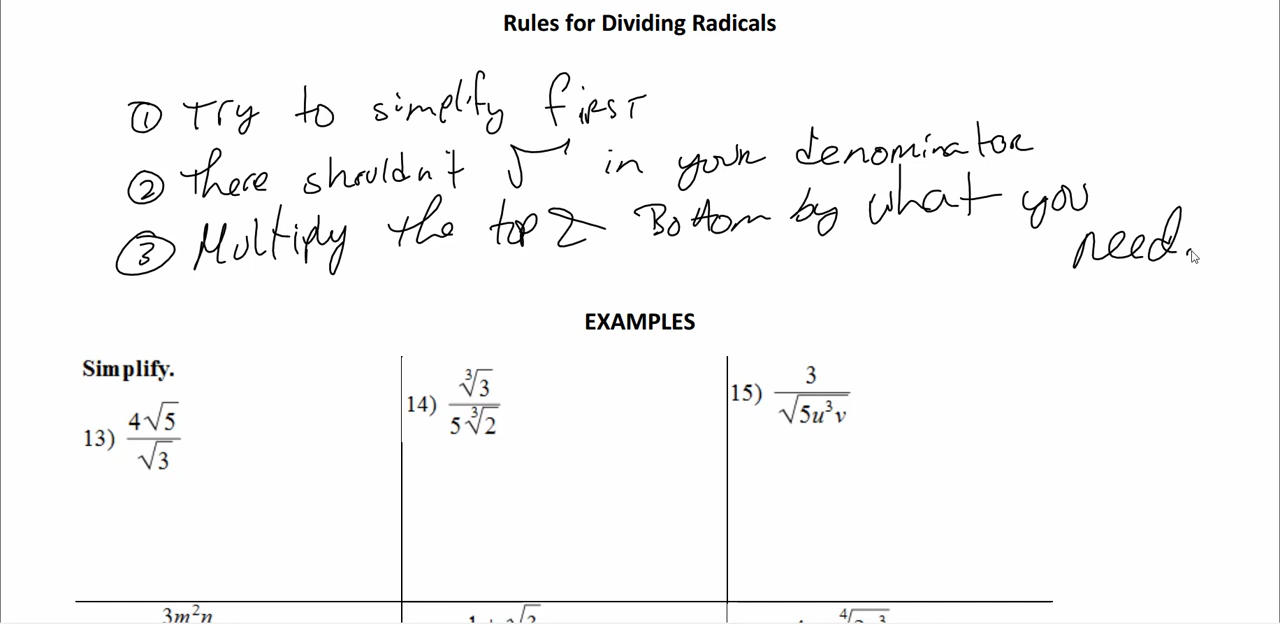 Rules for Dividing Radicals
① Try to simplify first
② There shouldn't √ in your denominator
③ Multiply the top & Bottom by what you
need.
EXAMPLES
Simplify.
13) 4√5 / √3
14) ∛3 / 5∛2
15) 3 / √5u³v
3m²n